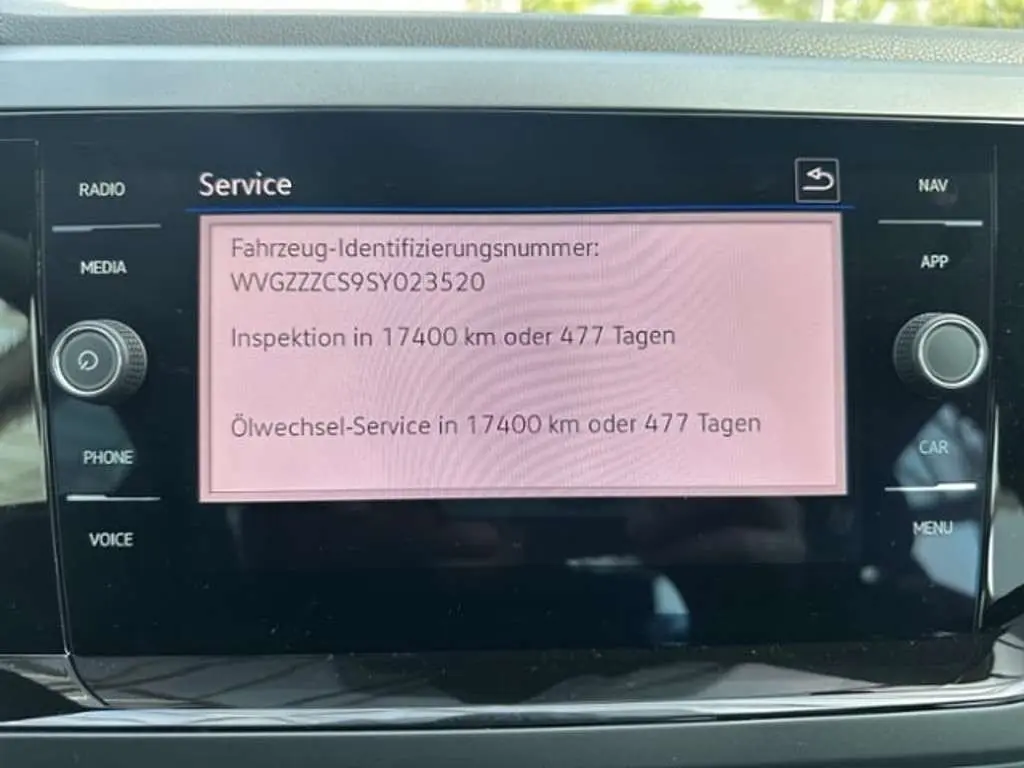 Service
RADIO
MEDIA
PHONE
VOICE
Fahrzeug-Identifizierungsnummer:
WVGZZZCS9SY023520
Inspektion in 17400 km oder 477 Tagen
Ölwechsel-Service in 17400 km oder 477 Tagen
NAV
APP
CAR
MENU